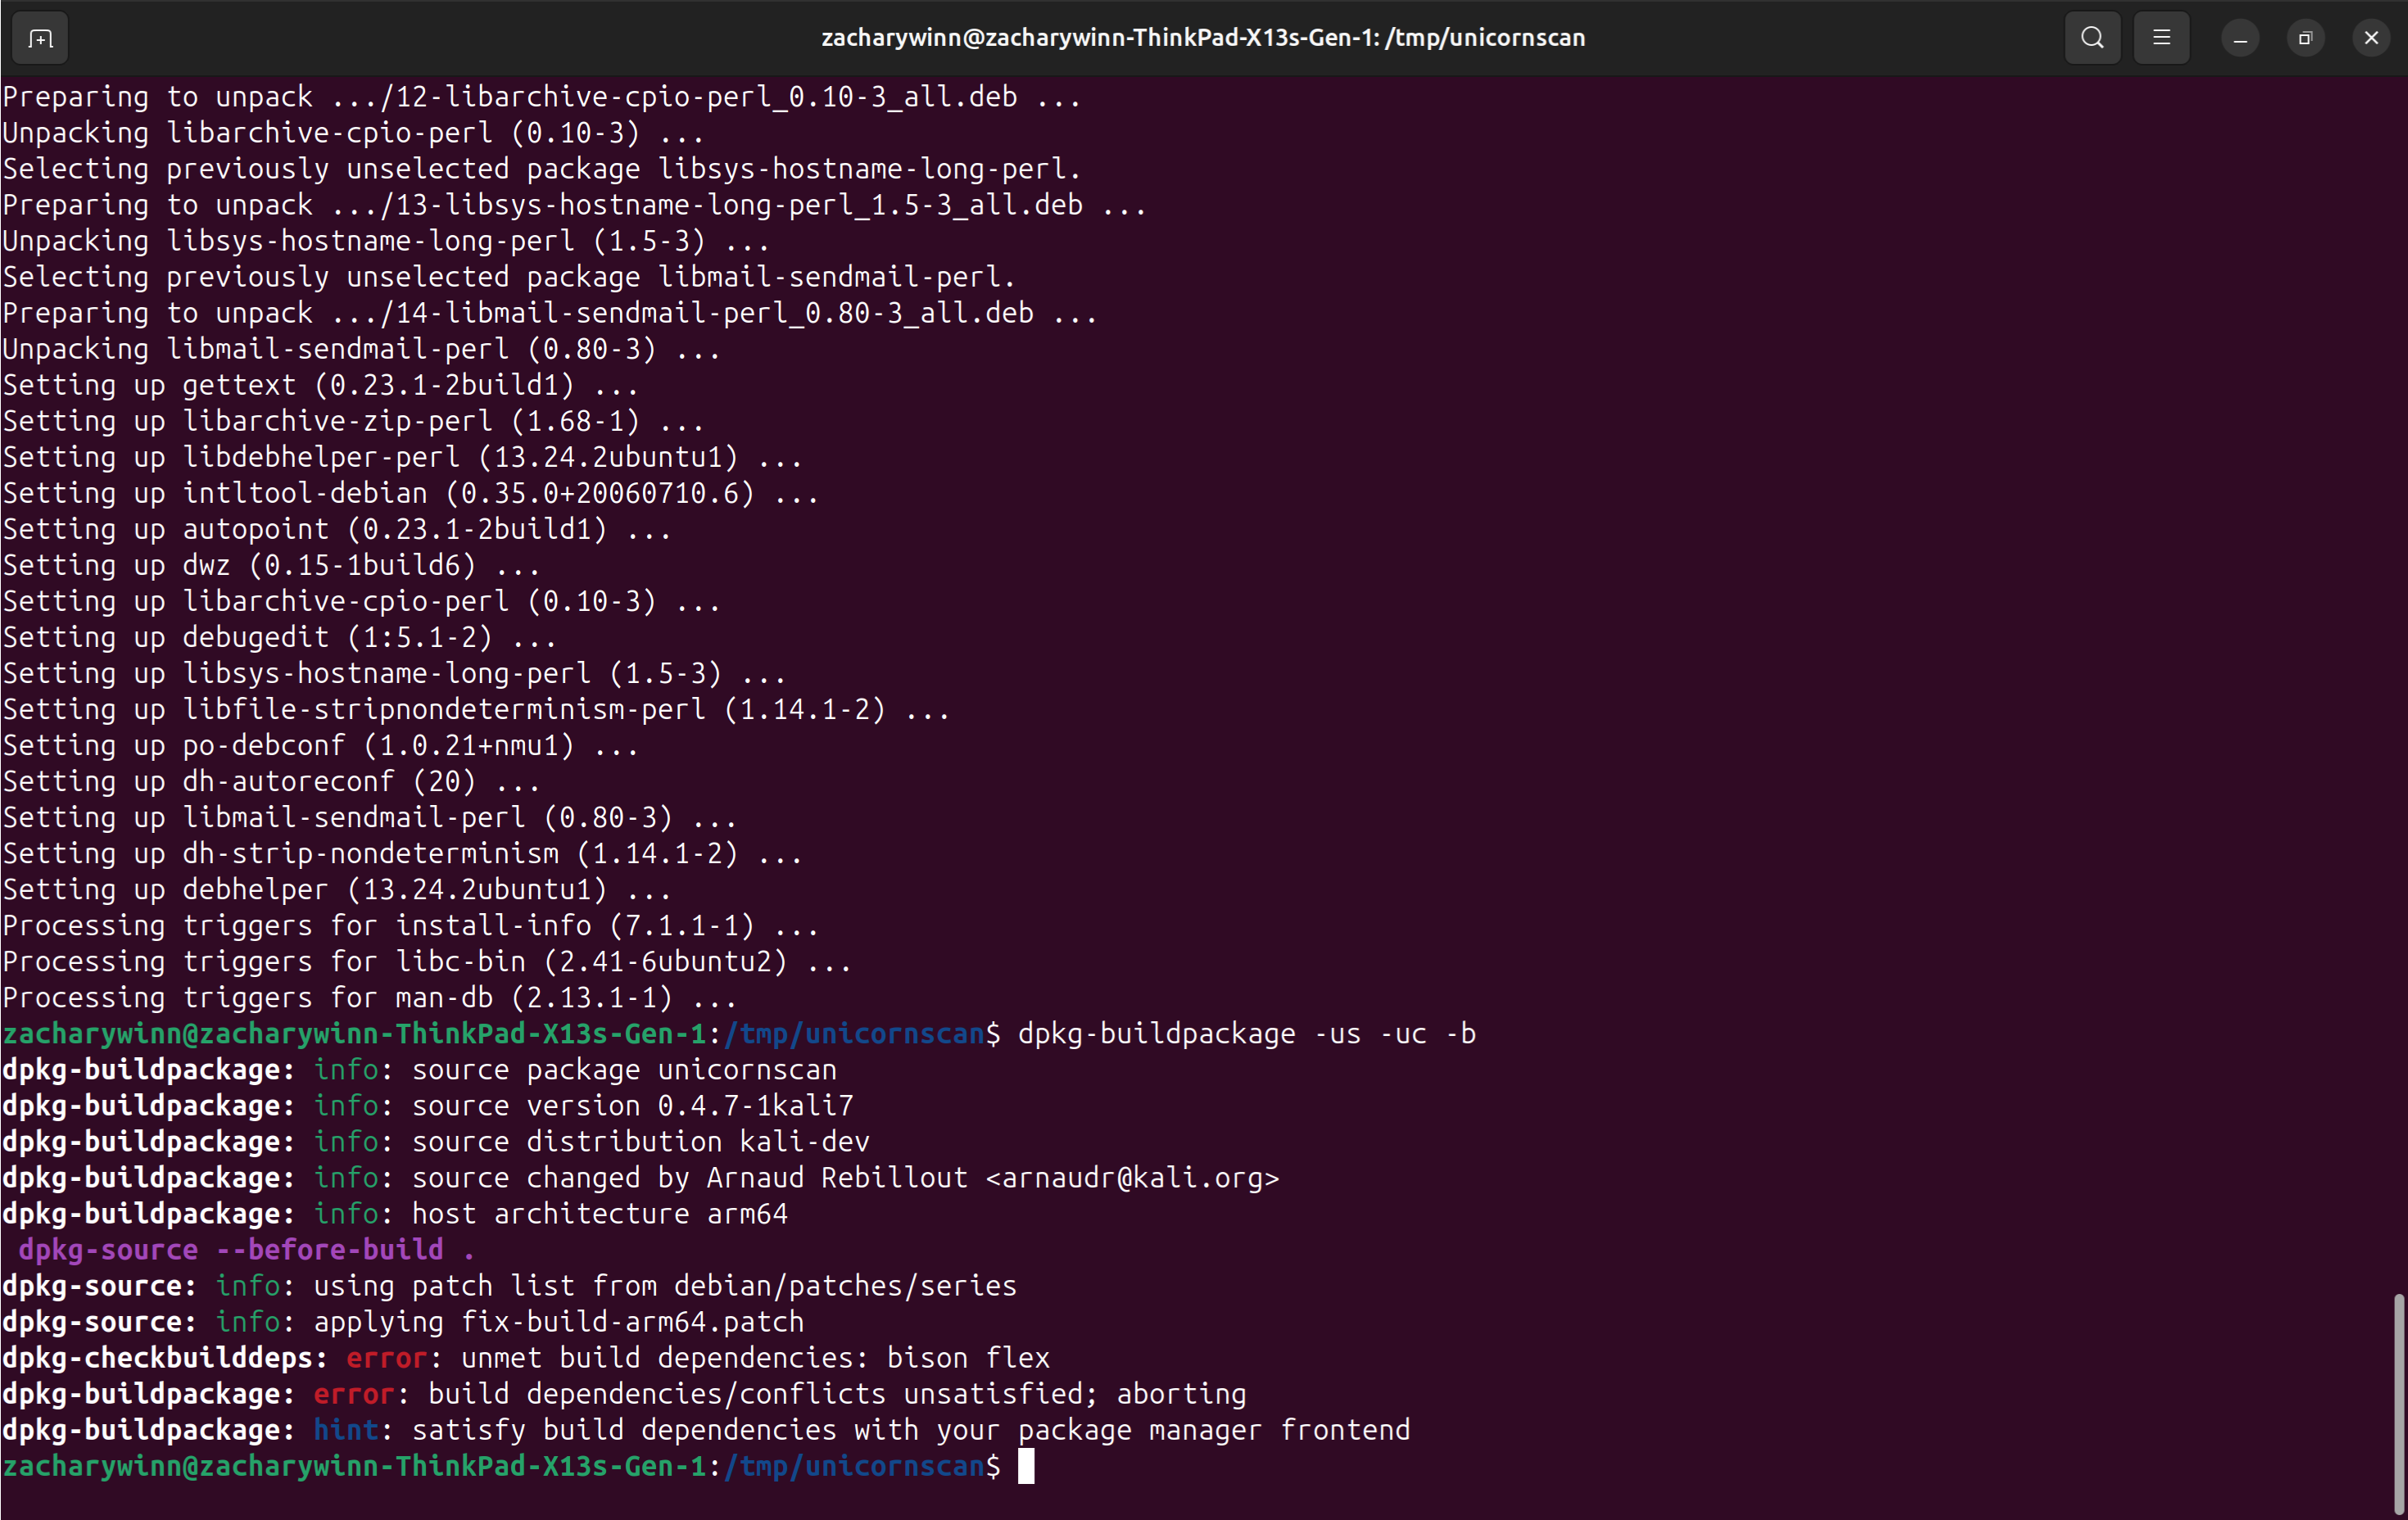 zacharywinn@zacharywinn-ThinkPad-X13s-Gen-1: /tmp/unicornscan
Preparing to unpack .../12-libarchive-cpio-perl_0.10-3_all.deb ...
Unpacking libarchive-cpio-perl (0.10-3) ...
Selecting previously unselected package libsys-hostname-long-perl.
Preparing to unpack .../13-libsys-hostname-long-perl_1.5-3_all.deb ...
Unpacking libsys-hostname-long-perl (1.5-3) ...
Selecting previously unselected package libmail-sendmail-perl.
Preparing to unpack .../14-libmail-sendmail-perl_0.80-3_all.deb ...
Unpacking libmail-sendmail-perl (0.80-3) ...
Setting up gettext (0.23.1-2build1) ...
Setting up libarchive-zip-perl (1.68-1) ...
Setting up libdebhelper-perl (13.24.2ubuntu1) ...
Setting up intltool-debian (0.35.0+20060710.6) ...
Setting up autopoint (0.23.1-2build1) ...
Setting up dwz (0.15-1build6) ...
Setting up libarchive-cpio-perl (0.10-3) ...
Setting up debugedit (1:5.1-2) ...
Setting up libsys-hostname-long-perl (1.5-3) ...
Setting up libfile-stripnondeterminism-perl (1.14.1-2) ...
Setting up po-debconf (1.0.21+nmu1) ...
Setting up dh-autoreconf (20) ...
Setting up libmail-sendmail-perl (0.80-3) ...
Setting up dh-strip-nondeterminism (1.14.1-2) ...
Setting up debhelper (13.24.2ubuntu1) ...
Processing triggers for install-info (7.1.1-1) ...
Processing triggers for libc-bin (2.41-6ubuntu2) ...
Processing triggers for man-db (2.13.1-1) ...
zacharywinn@zacharywinn-ThinkPad-X13s-Gen-1:/tmp/unicornscan$ dpkg-buildpackage -us -uc -b
dpkg-buildpackage: info: source package unicornscan
dpkg-buildpackage: info: source version 0.4.7-1kali7
dpkg-buildpackage: info: source distribution kali-dev
dpkg-buildpackage: info: source changed by Arnaud Rebillout <arnaudr@kali.org>
dpkg-buildpackage: info: host architecture arm64
 dpkg-source --before-build .
dpkg-source: info: using patch list from debian/patches/series
dpkg-source: info: applying fix-build-arm64.patch
dpkg-checkbuilddeps: error: unmet build dependencies: bison flex
dpkg-buildpackage: error: build dependencies/conflicts unsatisfied; aborting
dpkg-buildpackage: hint: satisfy build dependencies with your package manager frontend
zacharywinn@zacharywinn-ThinkPad-X13s-Gen-1:/tmp/unicornscan$